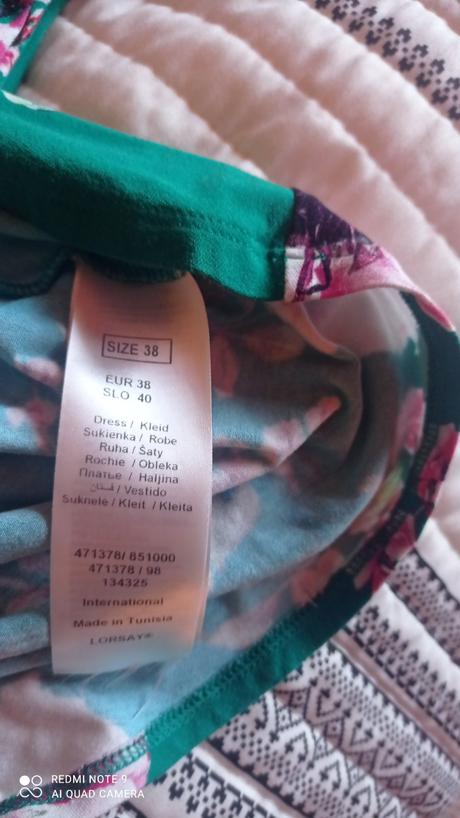 SIZE 38
EUR 38
SLO 40
Dress / Kleid
Sukienka / Robe
Ruha / Šaty
Rochie / Obleka
Платье / Haljina
فستان / Vestido
Suknele / Kleit / Kleita
471378/ 851000
471378 / 98
134325
International
Made in Tunisia
LORSAY®
REDMI NOTE 9
AI QUAD CAMERA